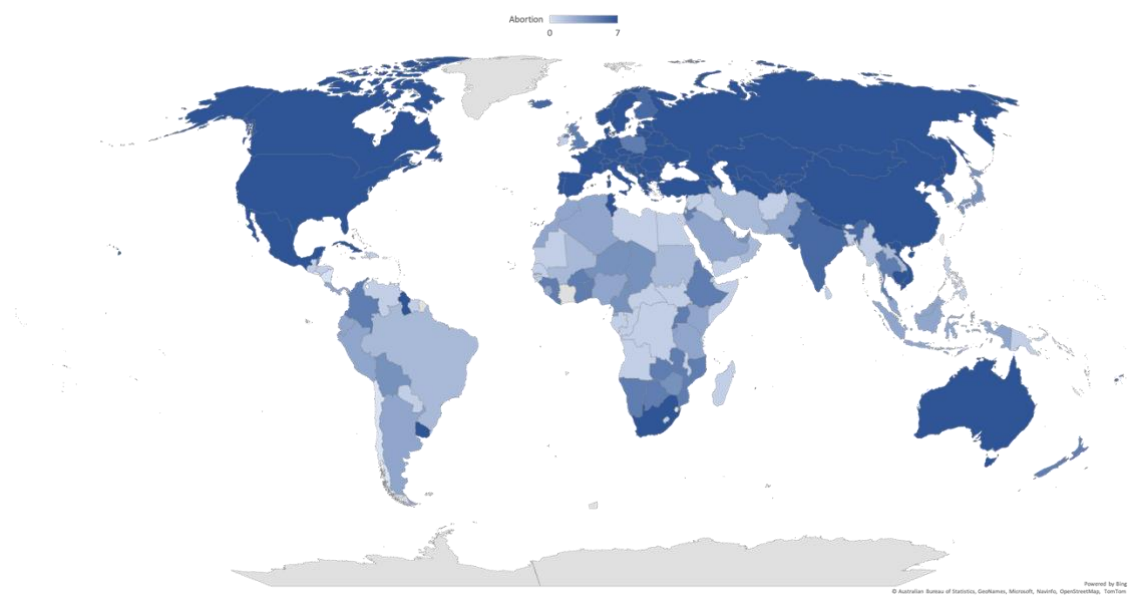 Abortion
0 7
Powered by Bing
© Australian Bureau of Statistics, GeoNames, Microsoft, Navinfo, OpenStreetMap, TomTom